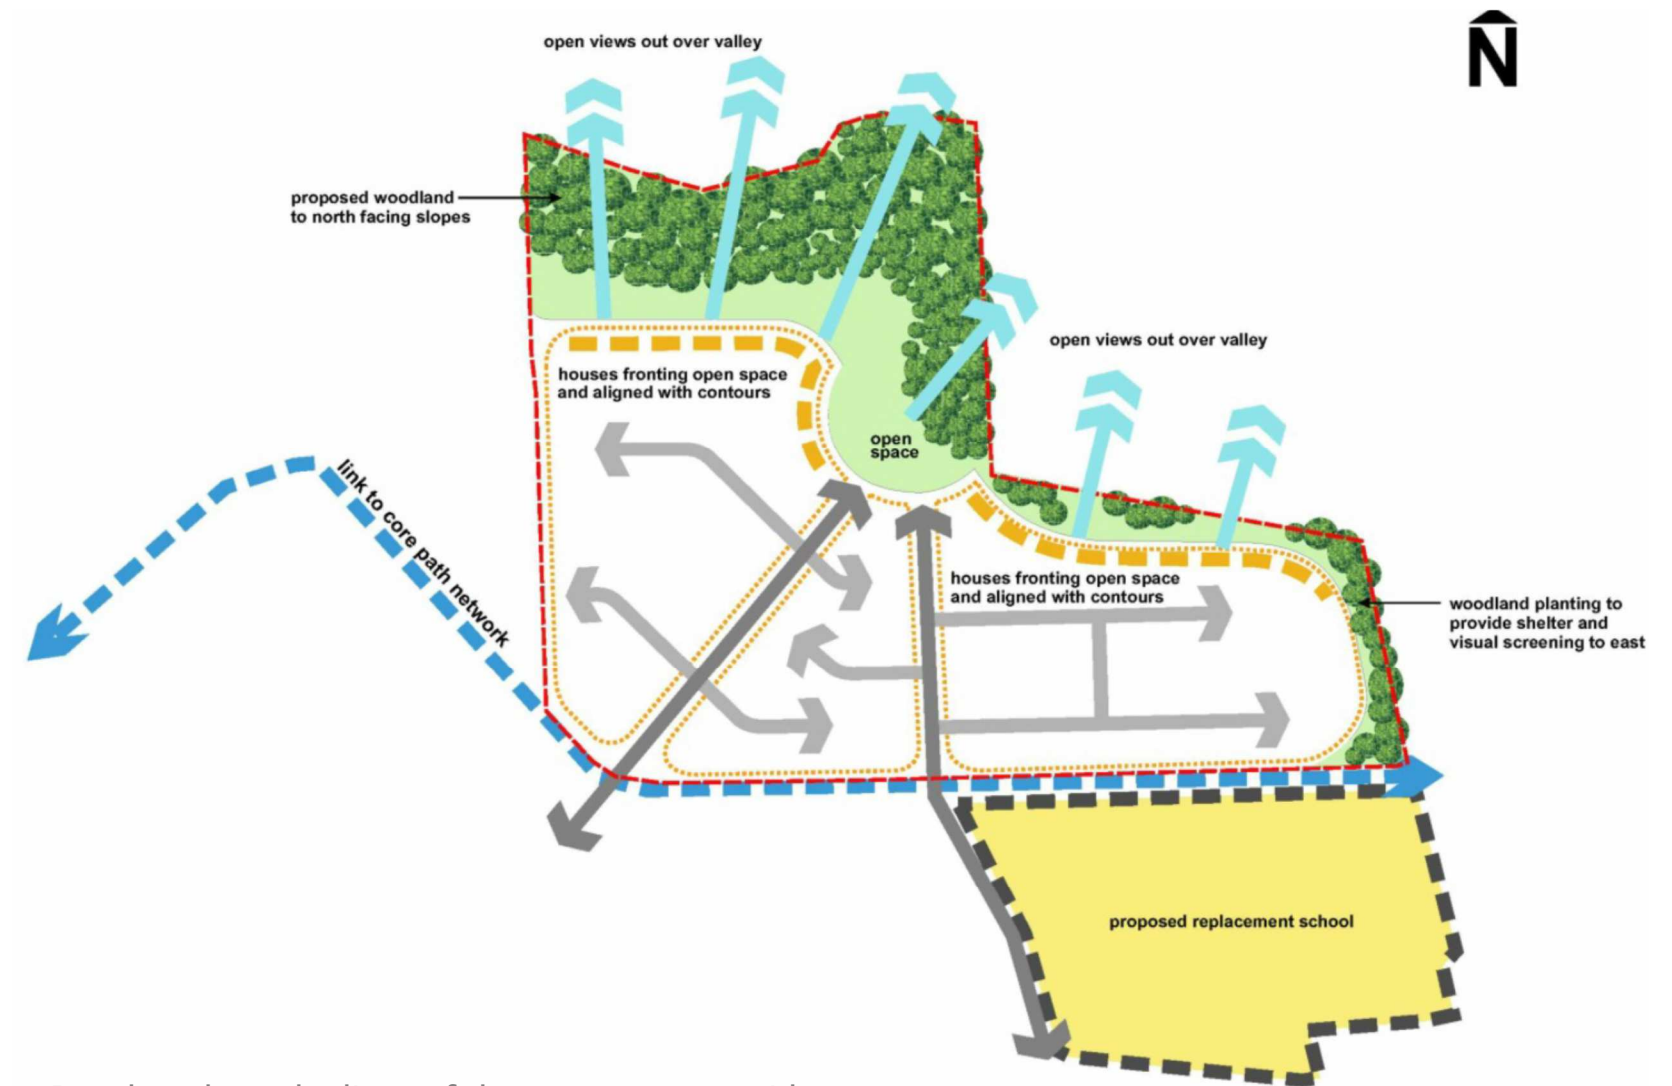 open views out over valley
N
proposed woodland
to north facing slopes
open views out over valley
houses fronting open space
and aligned with contours
open
space
link to core path network
houses fronting open space
and aligned with contours
woodland planting to
provide shelter and
visual screening to east
proposed replacement school